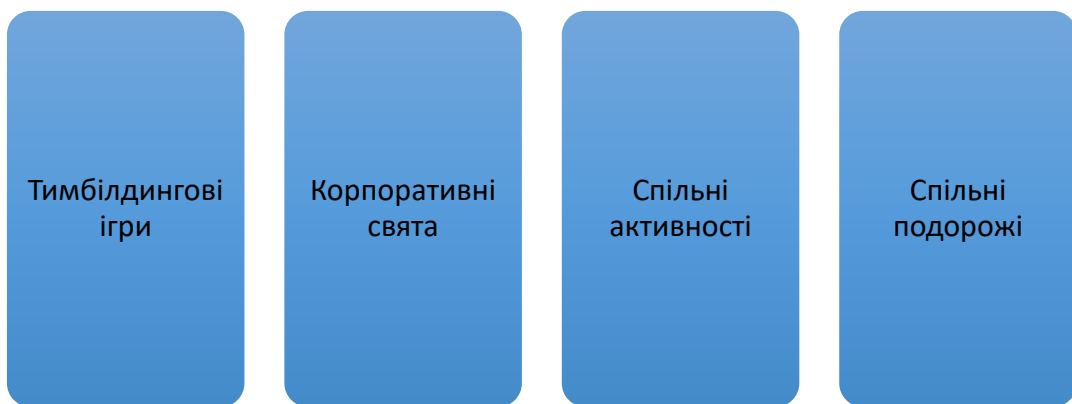 Тимбілдингові
ігри
Корпоративні
свята
Спільні
активності
Спільні
подорожі